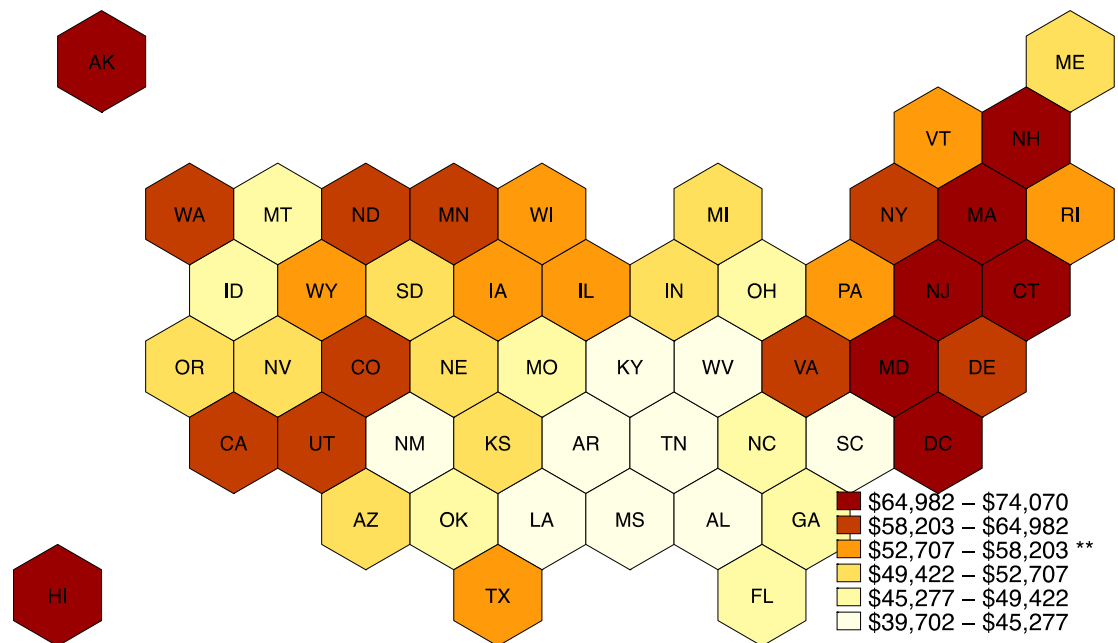 AK
ME
VT NH
WA MT ND MN WI MI NY MA RI
ID WY SD IA IL IN OH PA NJ CT
OR NV CO NE MO KY WV VA MD DE
CA UT NM KS AR TN NC SC DC
$64,982 – $74,070
$58,203 – $64,982
AZ OK LA MS AL GA
$52,707 – $58,203 **
$49,422 – $52,707
HI TX FL
$45,277 – $49,422
$39,702 – $45,277